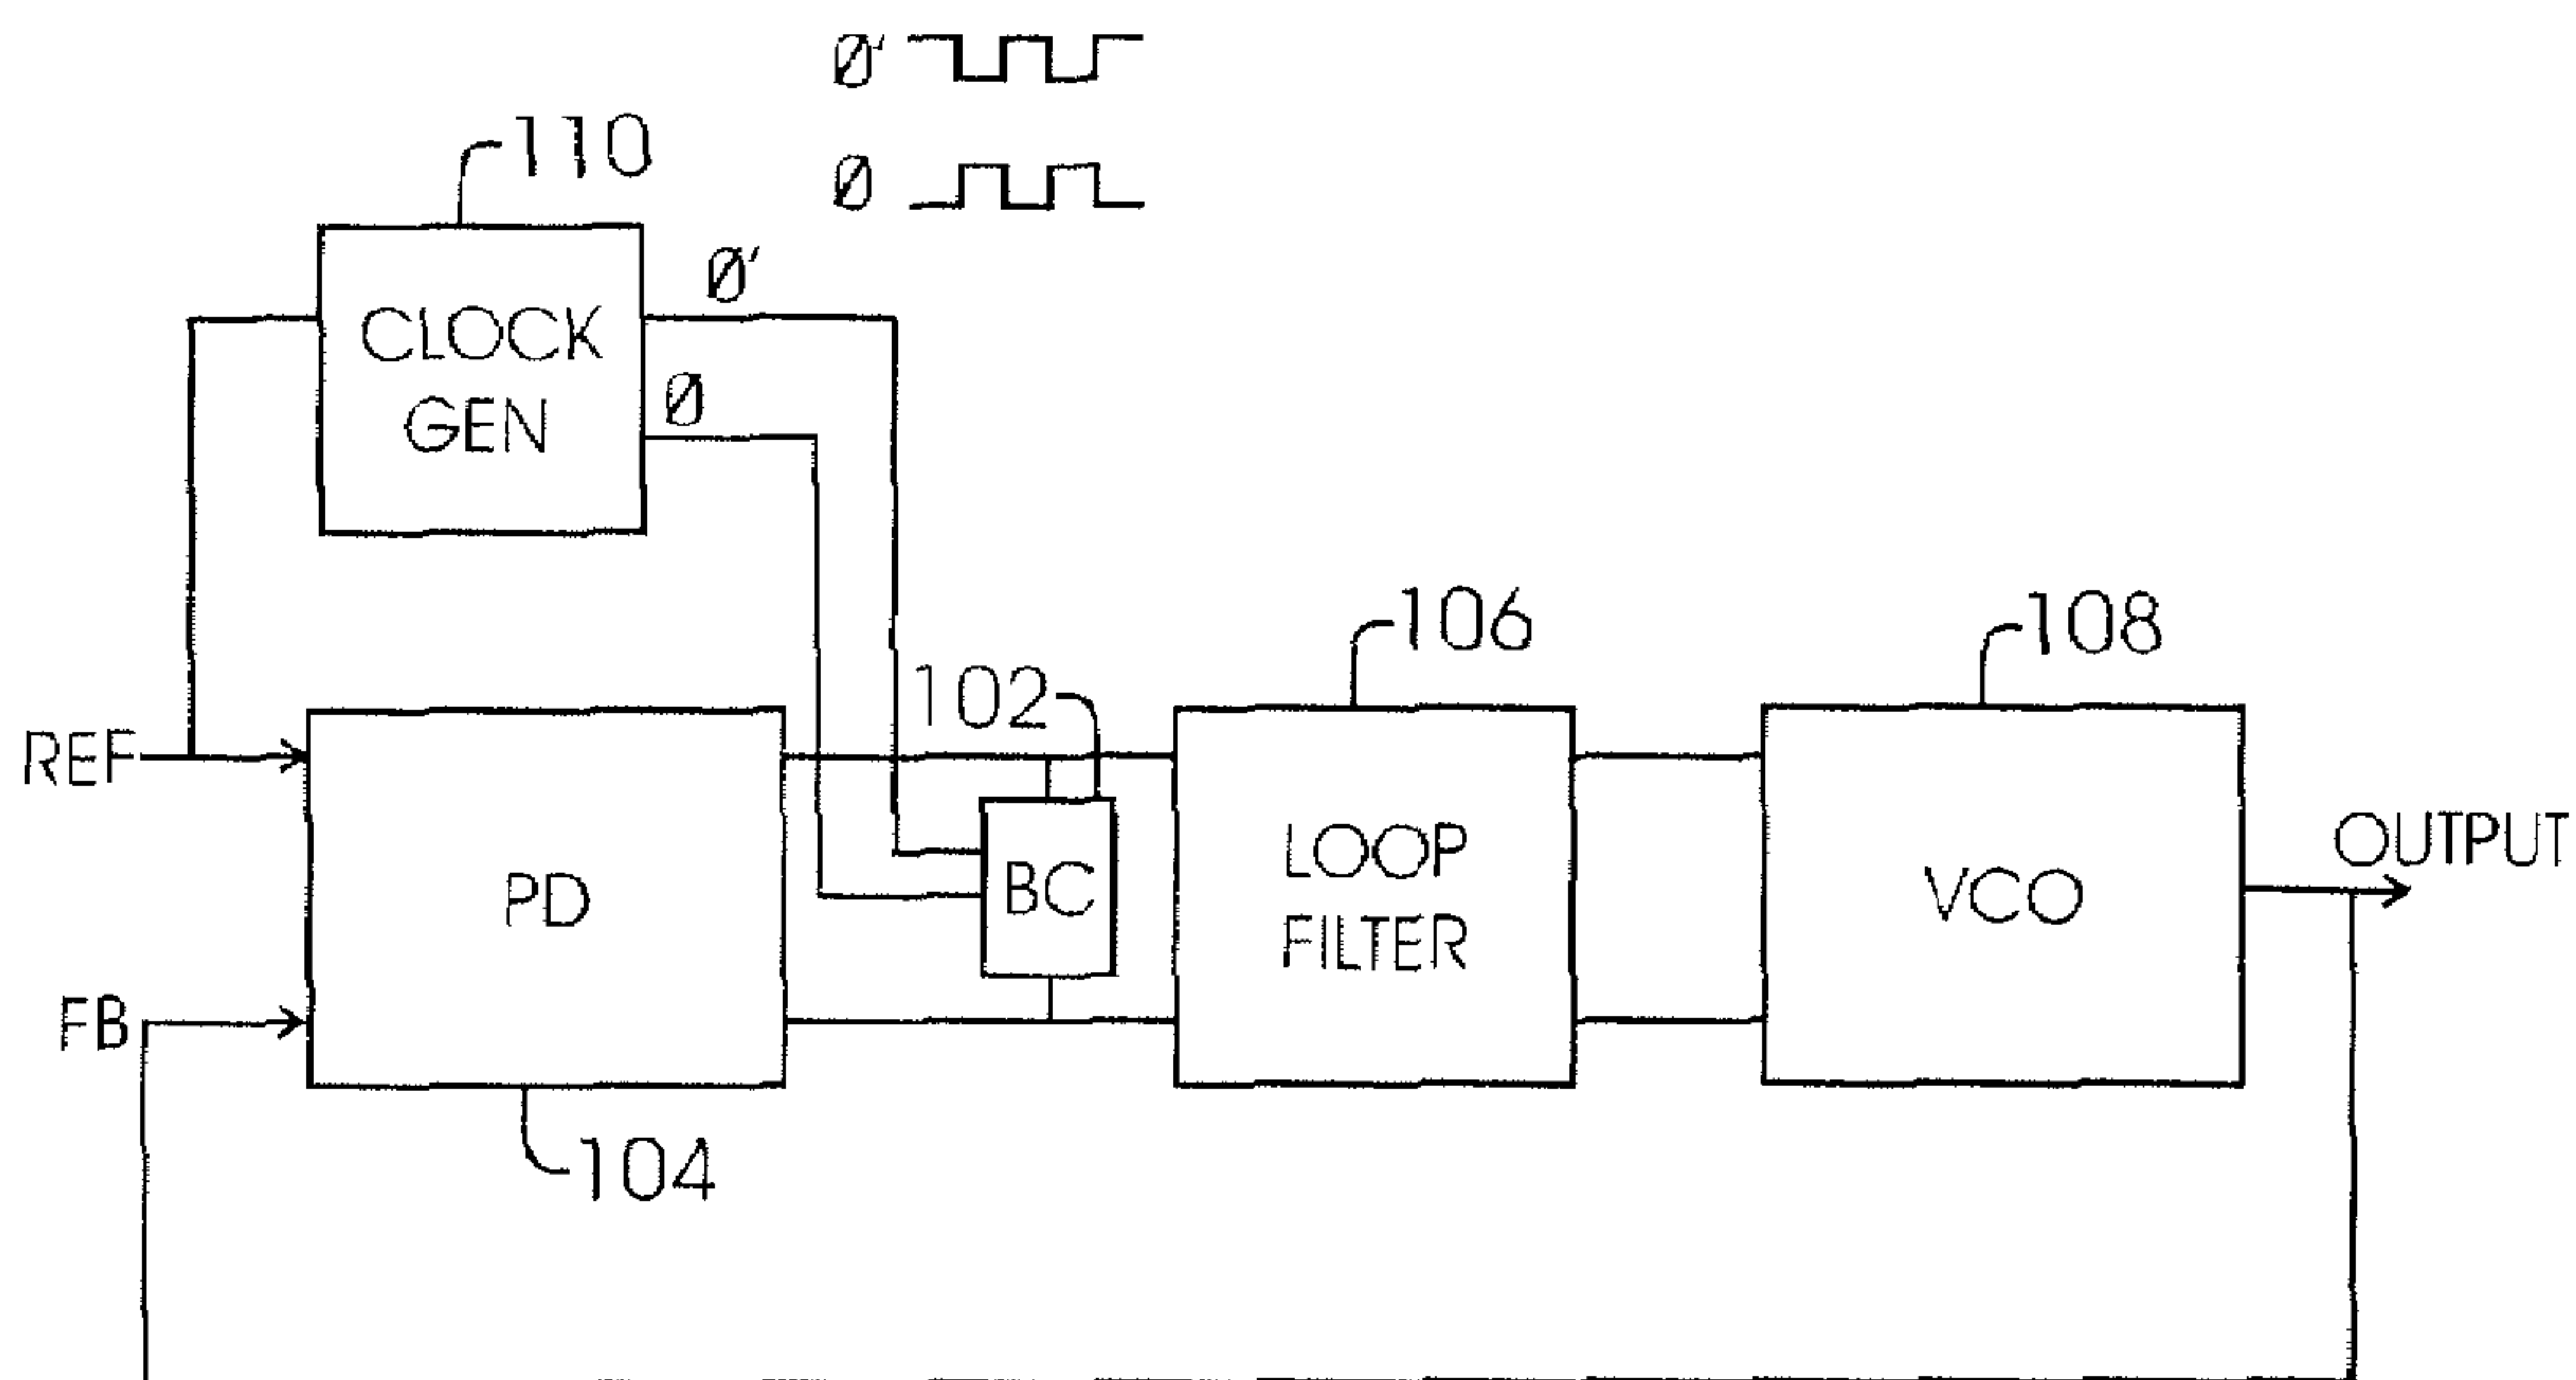 Ø'
Ø
110
CLOCK
GEN
Ø'
Ø
102
106
108
REF
FB
PD
BC
LOOP
FILTER
VCO
OUTPUT
104